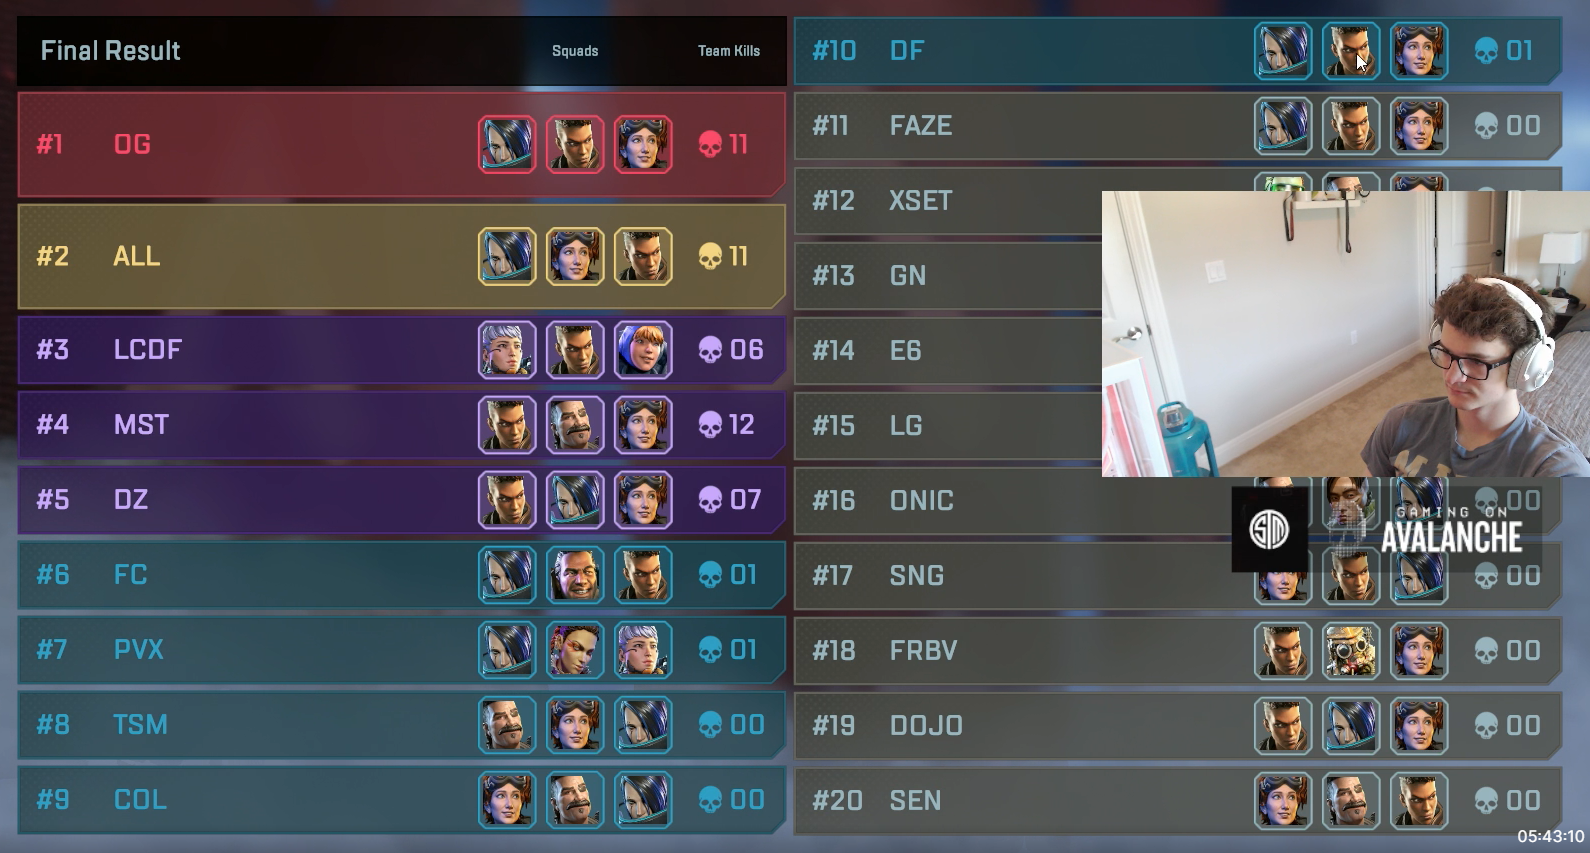 Final Result Squads Team Kills
#1 OG 11
#2 ALL 11
#3 LCDF 06
#4 MST 12
#5 DZ 07
#6 FC 01
#7 PVX 01
#8 TSM 00
#9 COL 00
#10 DF 01
#11 FAZE 00
#12 XSET
#13 GN
#14 E6
#15 LG
#16 ONIC 00
TSM
GAMING ON
AVALANCHE
#17 SNG 00
#18 FRBV 00
#19 DOJO 00
#20 SEN 00
05:43:10